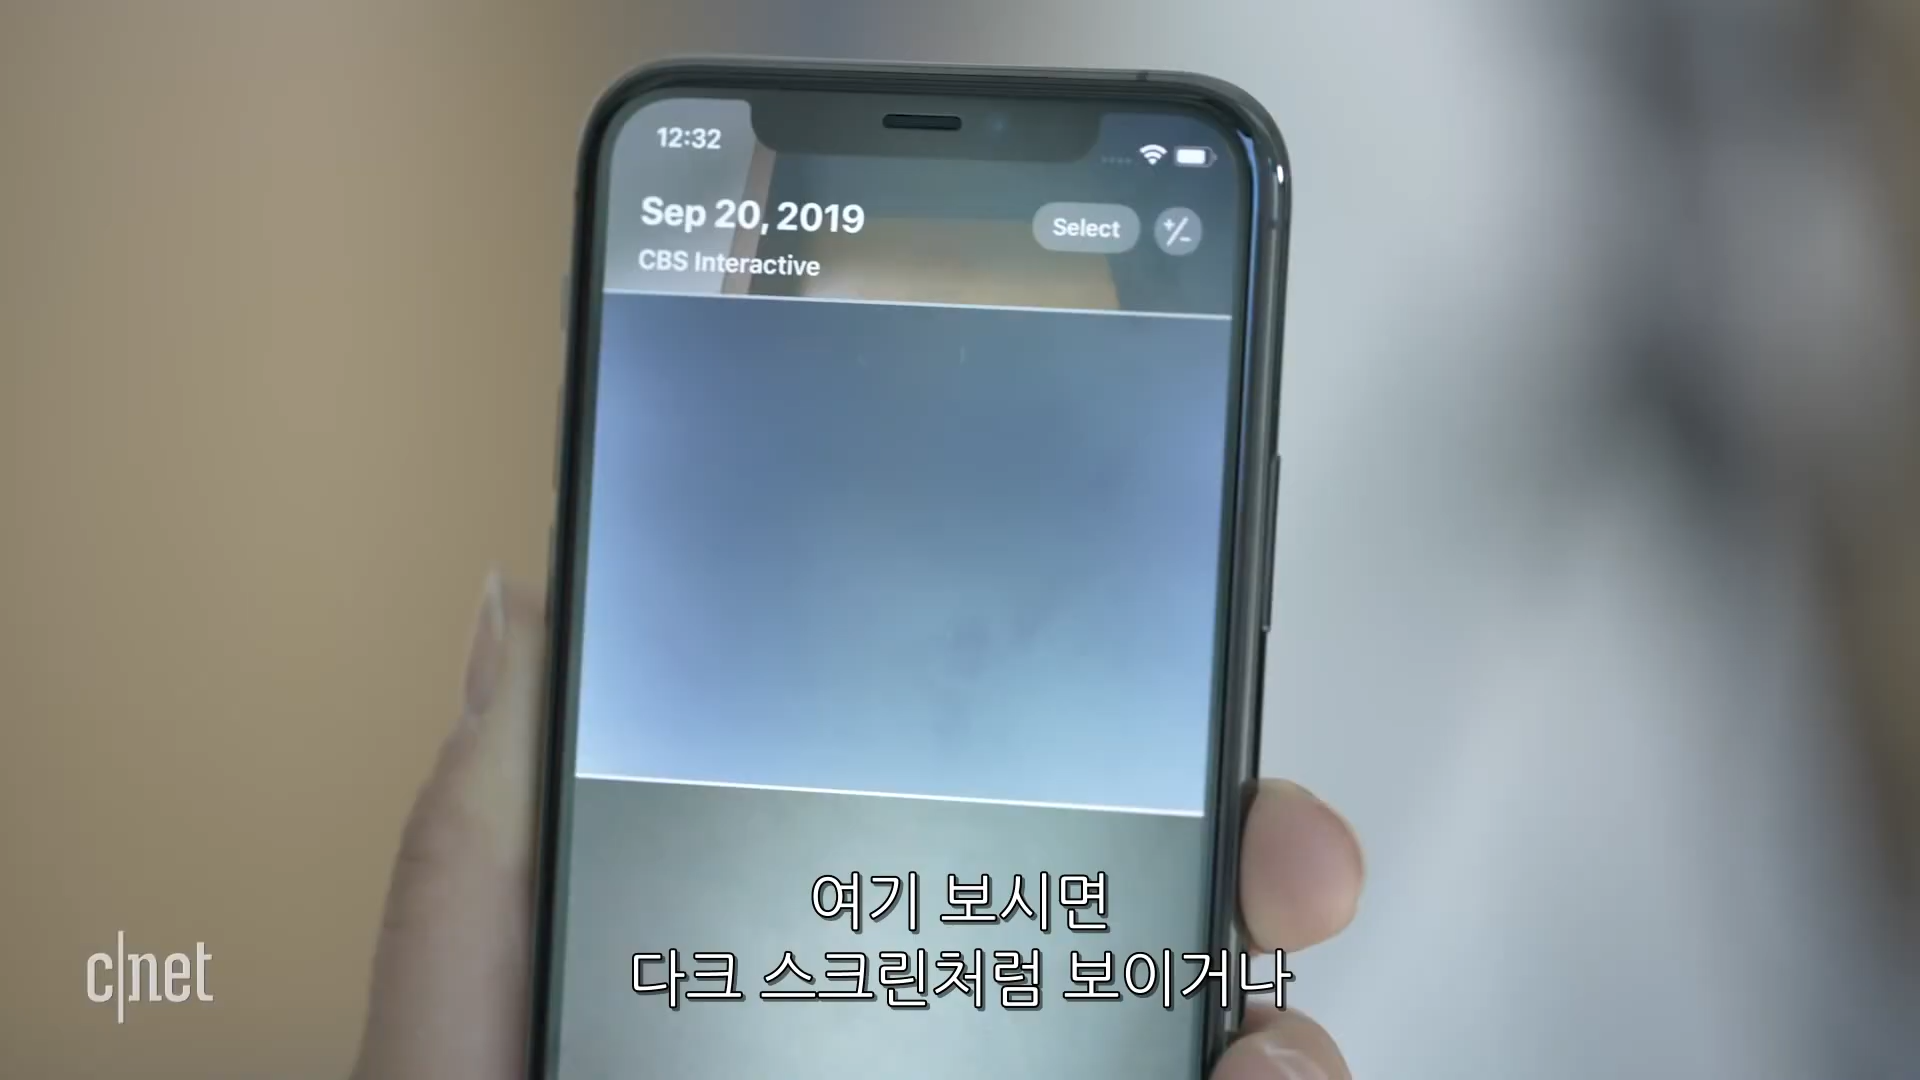 12:32
Sep 20, 2019
CBS Interactive
Select
+/-
여기 보시면
다크 스크린처럼 보이거나
c|net